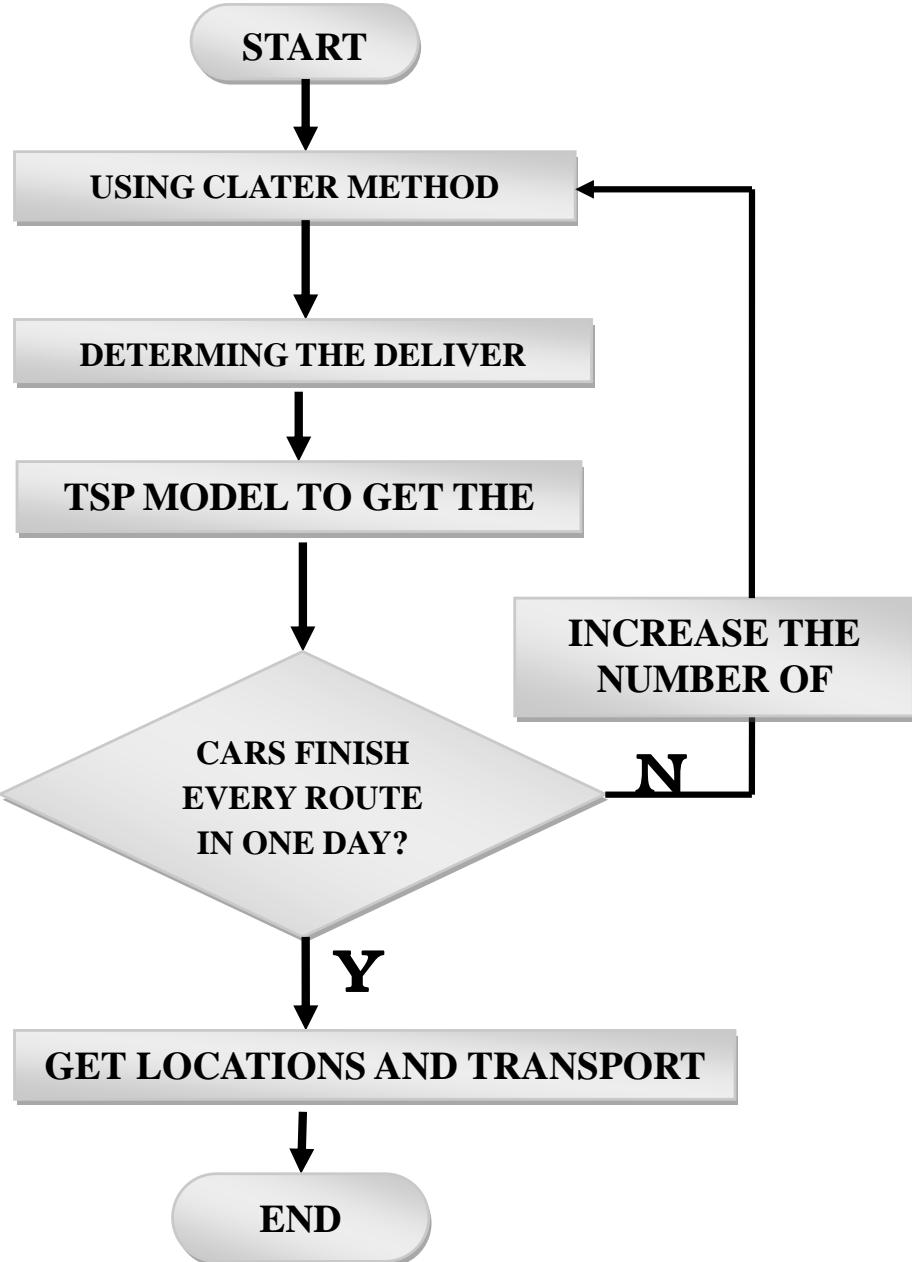 START
USING CLATER METHOD
DETERMING THE DELIVER
TSP MODEL TO GET THE
INCREASE THE
NUMBER OF
CARS FINISH
EVERY ROUTE
IN ONE DAY?
N
Y
GET LOCATIONS AND TRANSPORT
END